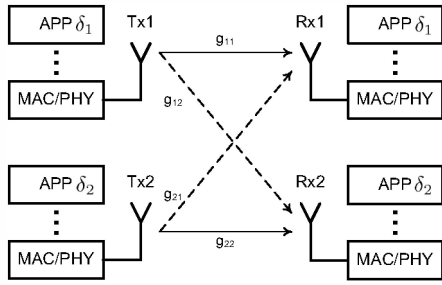 APP δ₁ Tx1 Rx1 APP δ₁
g₁₁
MAC/PHY g₁₂ MAC/PHY
APP δ₂ Tx2 g₂₁ Rx2 APP δ₂
MAC/PHY g₂₂ MAC/PHY